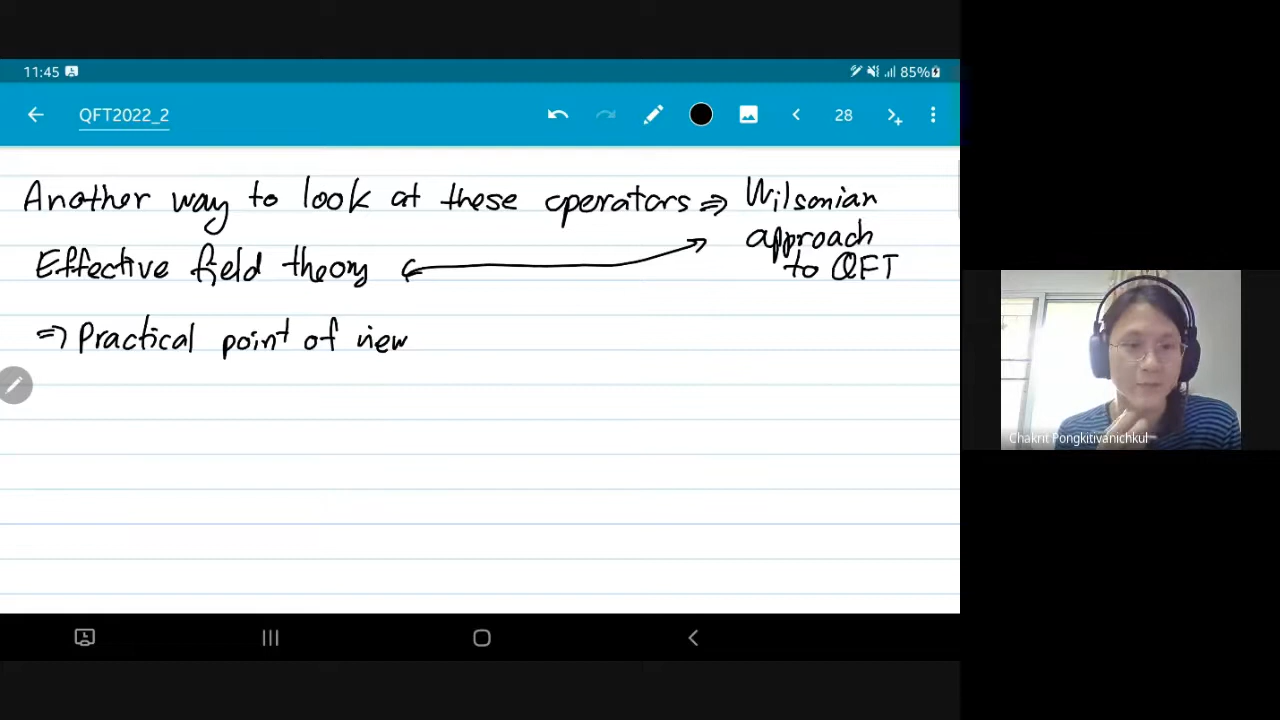 11:45
85%
QFT2022_2
28
Another way to look at these operators ⇒ Wilsonian
approach
to QFT
Effective field theory
⇒ Practical point of view
Chakrit Pongkitivanichkul